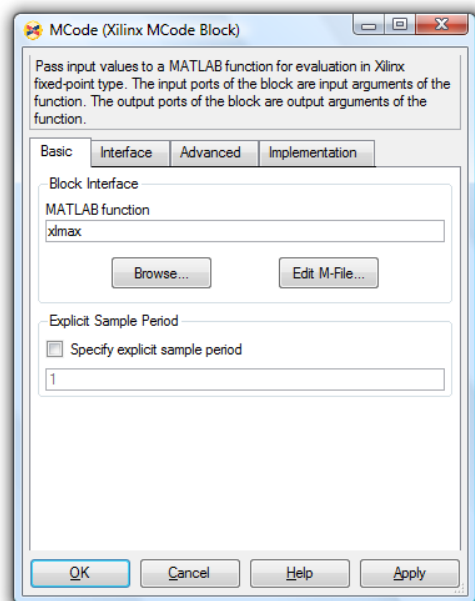 MCode (Xilinx MCode Block)
Pass input values to a MATLAB function for evaluation in Xilinx
fixed-point type. The input ports of the block are input arguments of the
function. The output ports of the block are output arguments of the
function.
Basic Interface Advanced Implementation
Block Interface
MATLAB function
xlmax
Browse... Edit M-File...
Explicit Sample Period
Specify explicit sample period
1
OK Cancel Help Apply